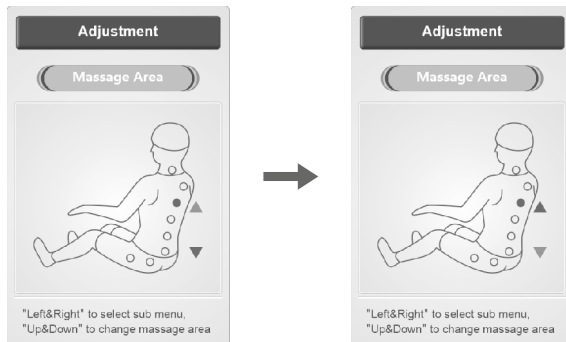 Adjustment
Massage Area
"Left&Right" to select sub menu,
"Up&Down" to change massage area
Adjustment
Massage Area
"Left&Right" to select sub menu,
"Up&Down" to change massage area